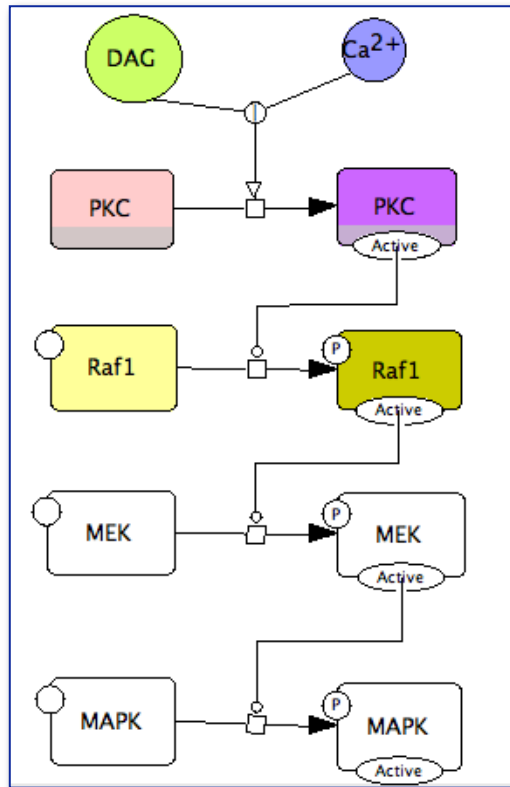 DAG
Ca2+
PKC
PKC
Active
Raf1
P
Raf1
Active
MEK
P
MEK
Active
MAPK
P
MAPK
Active